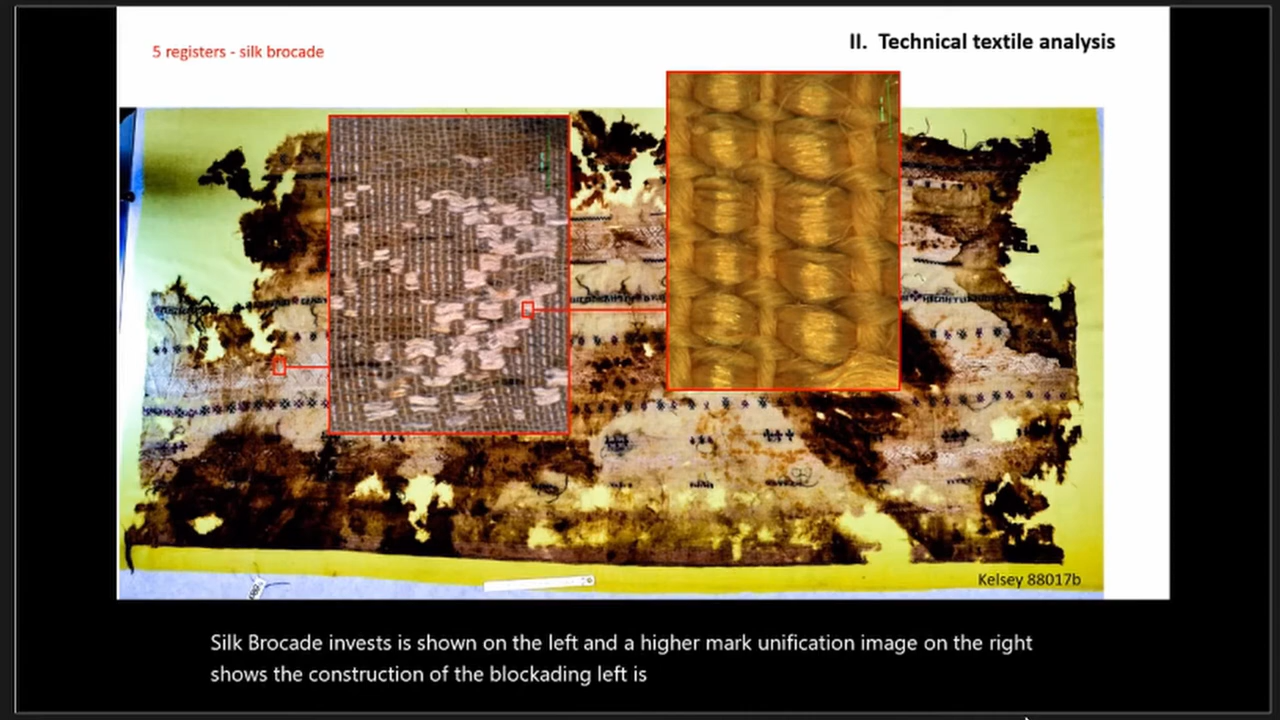 5 registers - silk brocade
II. Technical textile analysis
Kelsey 88017b
Silk Brocade invests is shown on the left and a higher mark unification image on the right
shows the construction of the blockading left is